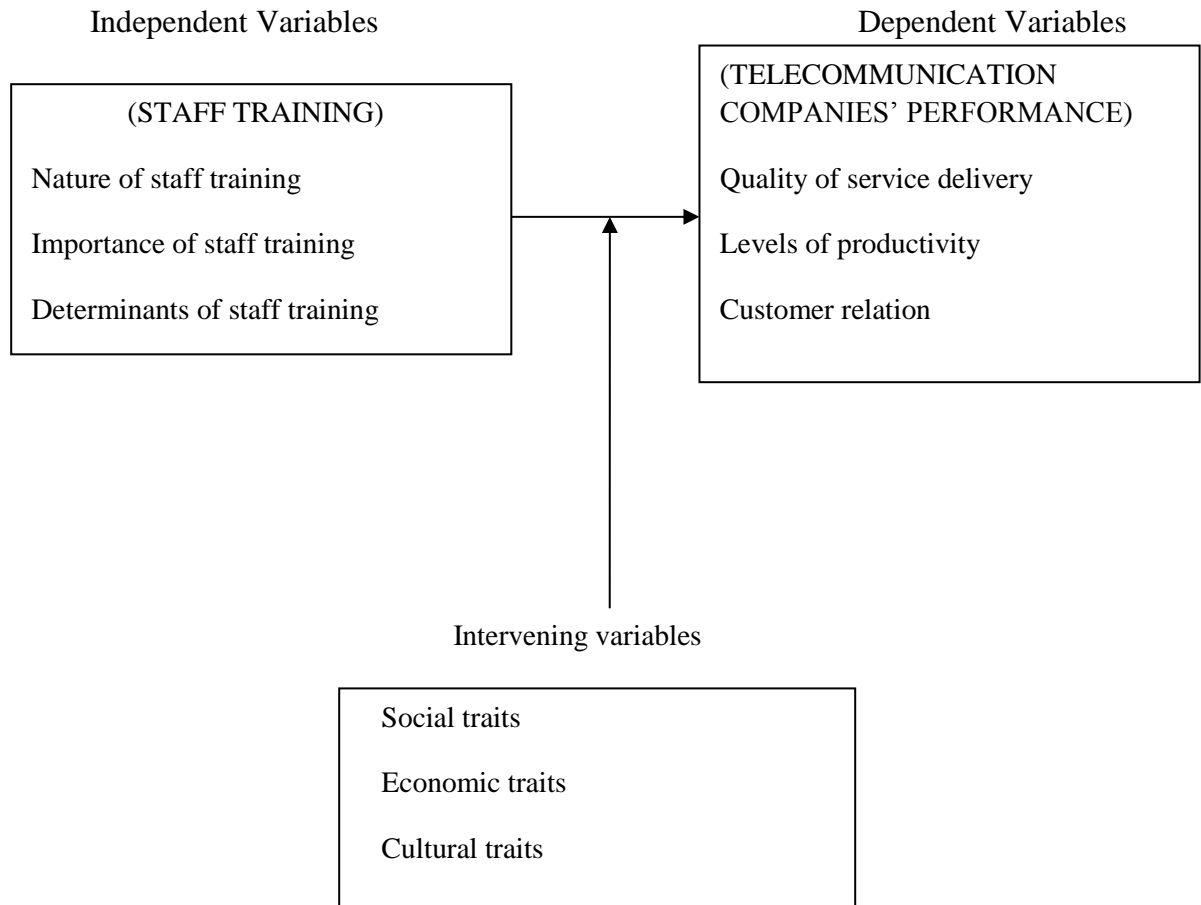 Independent Variables
Dependent Variables
(STAFF TRAINING)
Nature of staff training
Importance of staff training
Determinants of staff training
(TELECOMMUNICATION
COMPANIES’ PERFORMANCE)
Quality of service delivery
Levels of productivity
Customer relation
Intervening variables
Social traits
Economic traits
Cultural traits